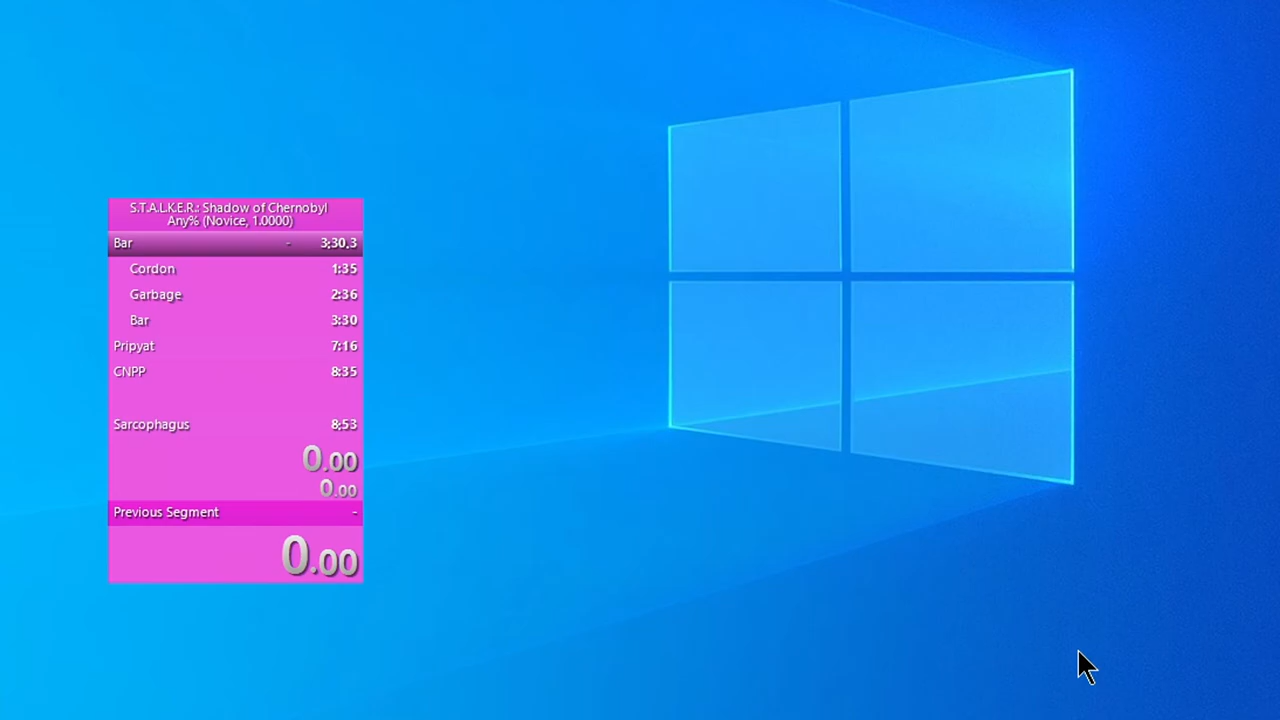 S.T.A.L.K.E.R.: Shadow of Chernobyl
Any% (Novice, 1.0000)
Bar - 3:30.3
Cordon 1:35
Garbage 2:36
Bar 3:30
Pripyat 7:16
CNPP 8:35
Sarcophagus 8:53
0.00
0.00
Previous Segment -
0.00